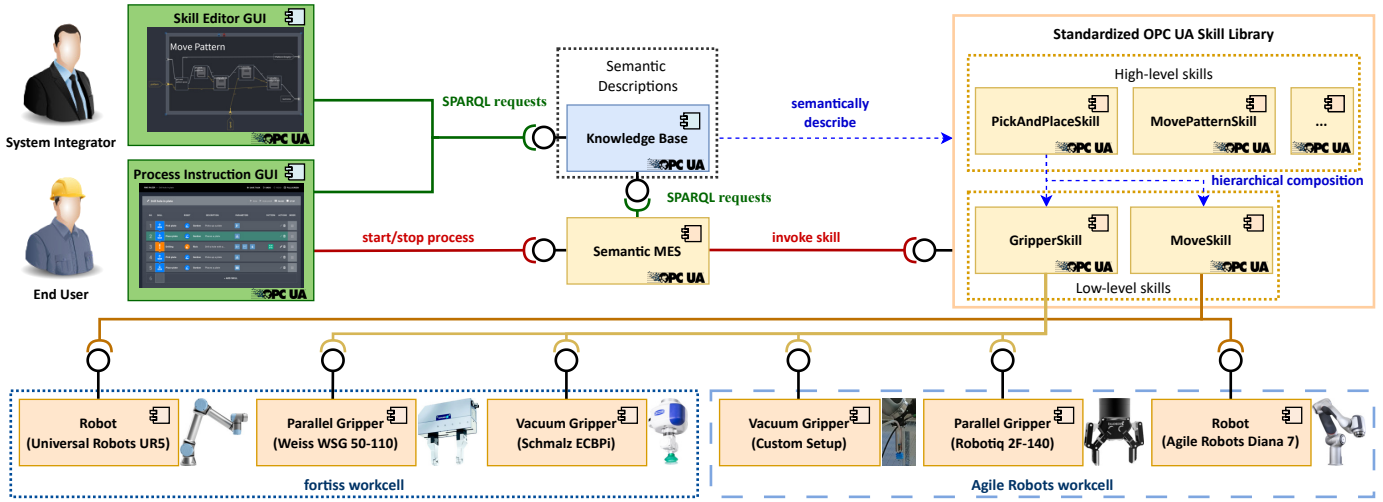 Skill Editor GUI
Move Pattern
OPC UA
System Integrator
Process Instruction GUI
OPC UA
End User
SPARQL requests
start/stop process
Semantic
Descriptions
Knowledge Base
OPC UA
SPARQL requests
Semantic MES
OPC UA
semantically
describe
invoke skill
Standardized OPC UA Skill Library
High-level skills
PickAndPlaceSkill
OPC UA
MovePatternSkill
OPC UA
...
OPC UA
hierarchical composition
GripperSkill
OPC UA
MoveSkill
OPC UA
Low-level skills
Robot
(Universal Robots UR5)
Parallel Gripper
(Weiss WSG 50-110)
Vacuum Gripper
(Schmalz ECBPi)
fortiss workcell
Vacuum Gripper
(Custom Setup)
Parallel Gripper
(Robotiq 2F-140)
Robot
(Agile Robots Diana 7)
Agile Robots workcell